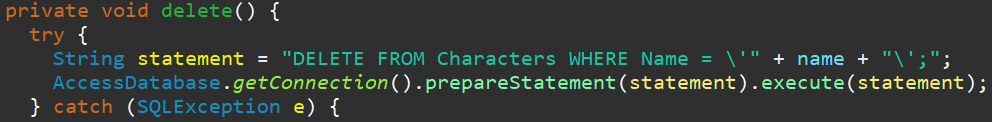 private void delete() {
try {
String statement = "DELETE FROM Characters WHERE Name = \'" + name + "\';";
AccessDatabase.getConnection().prepareStatement(statement).execute(statement);
} catch (SQLException e) {